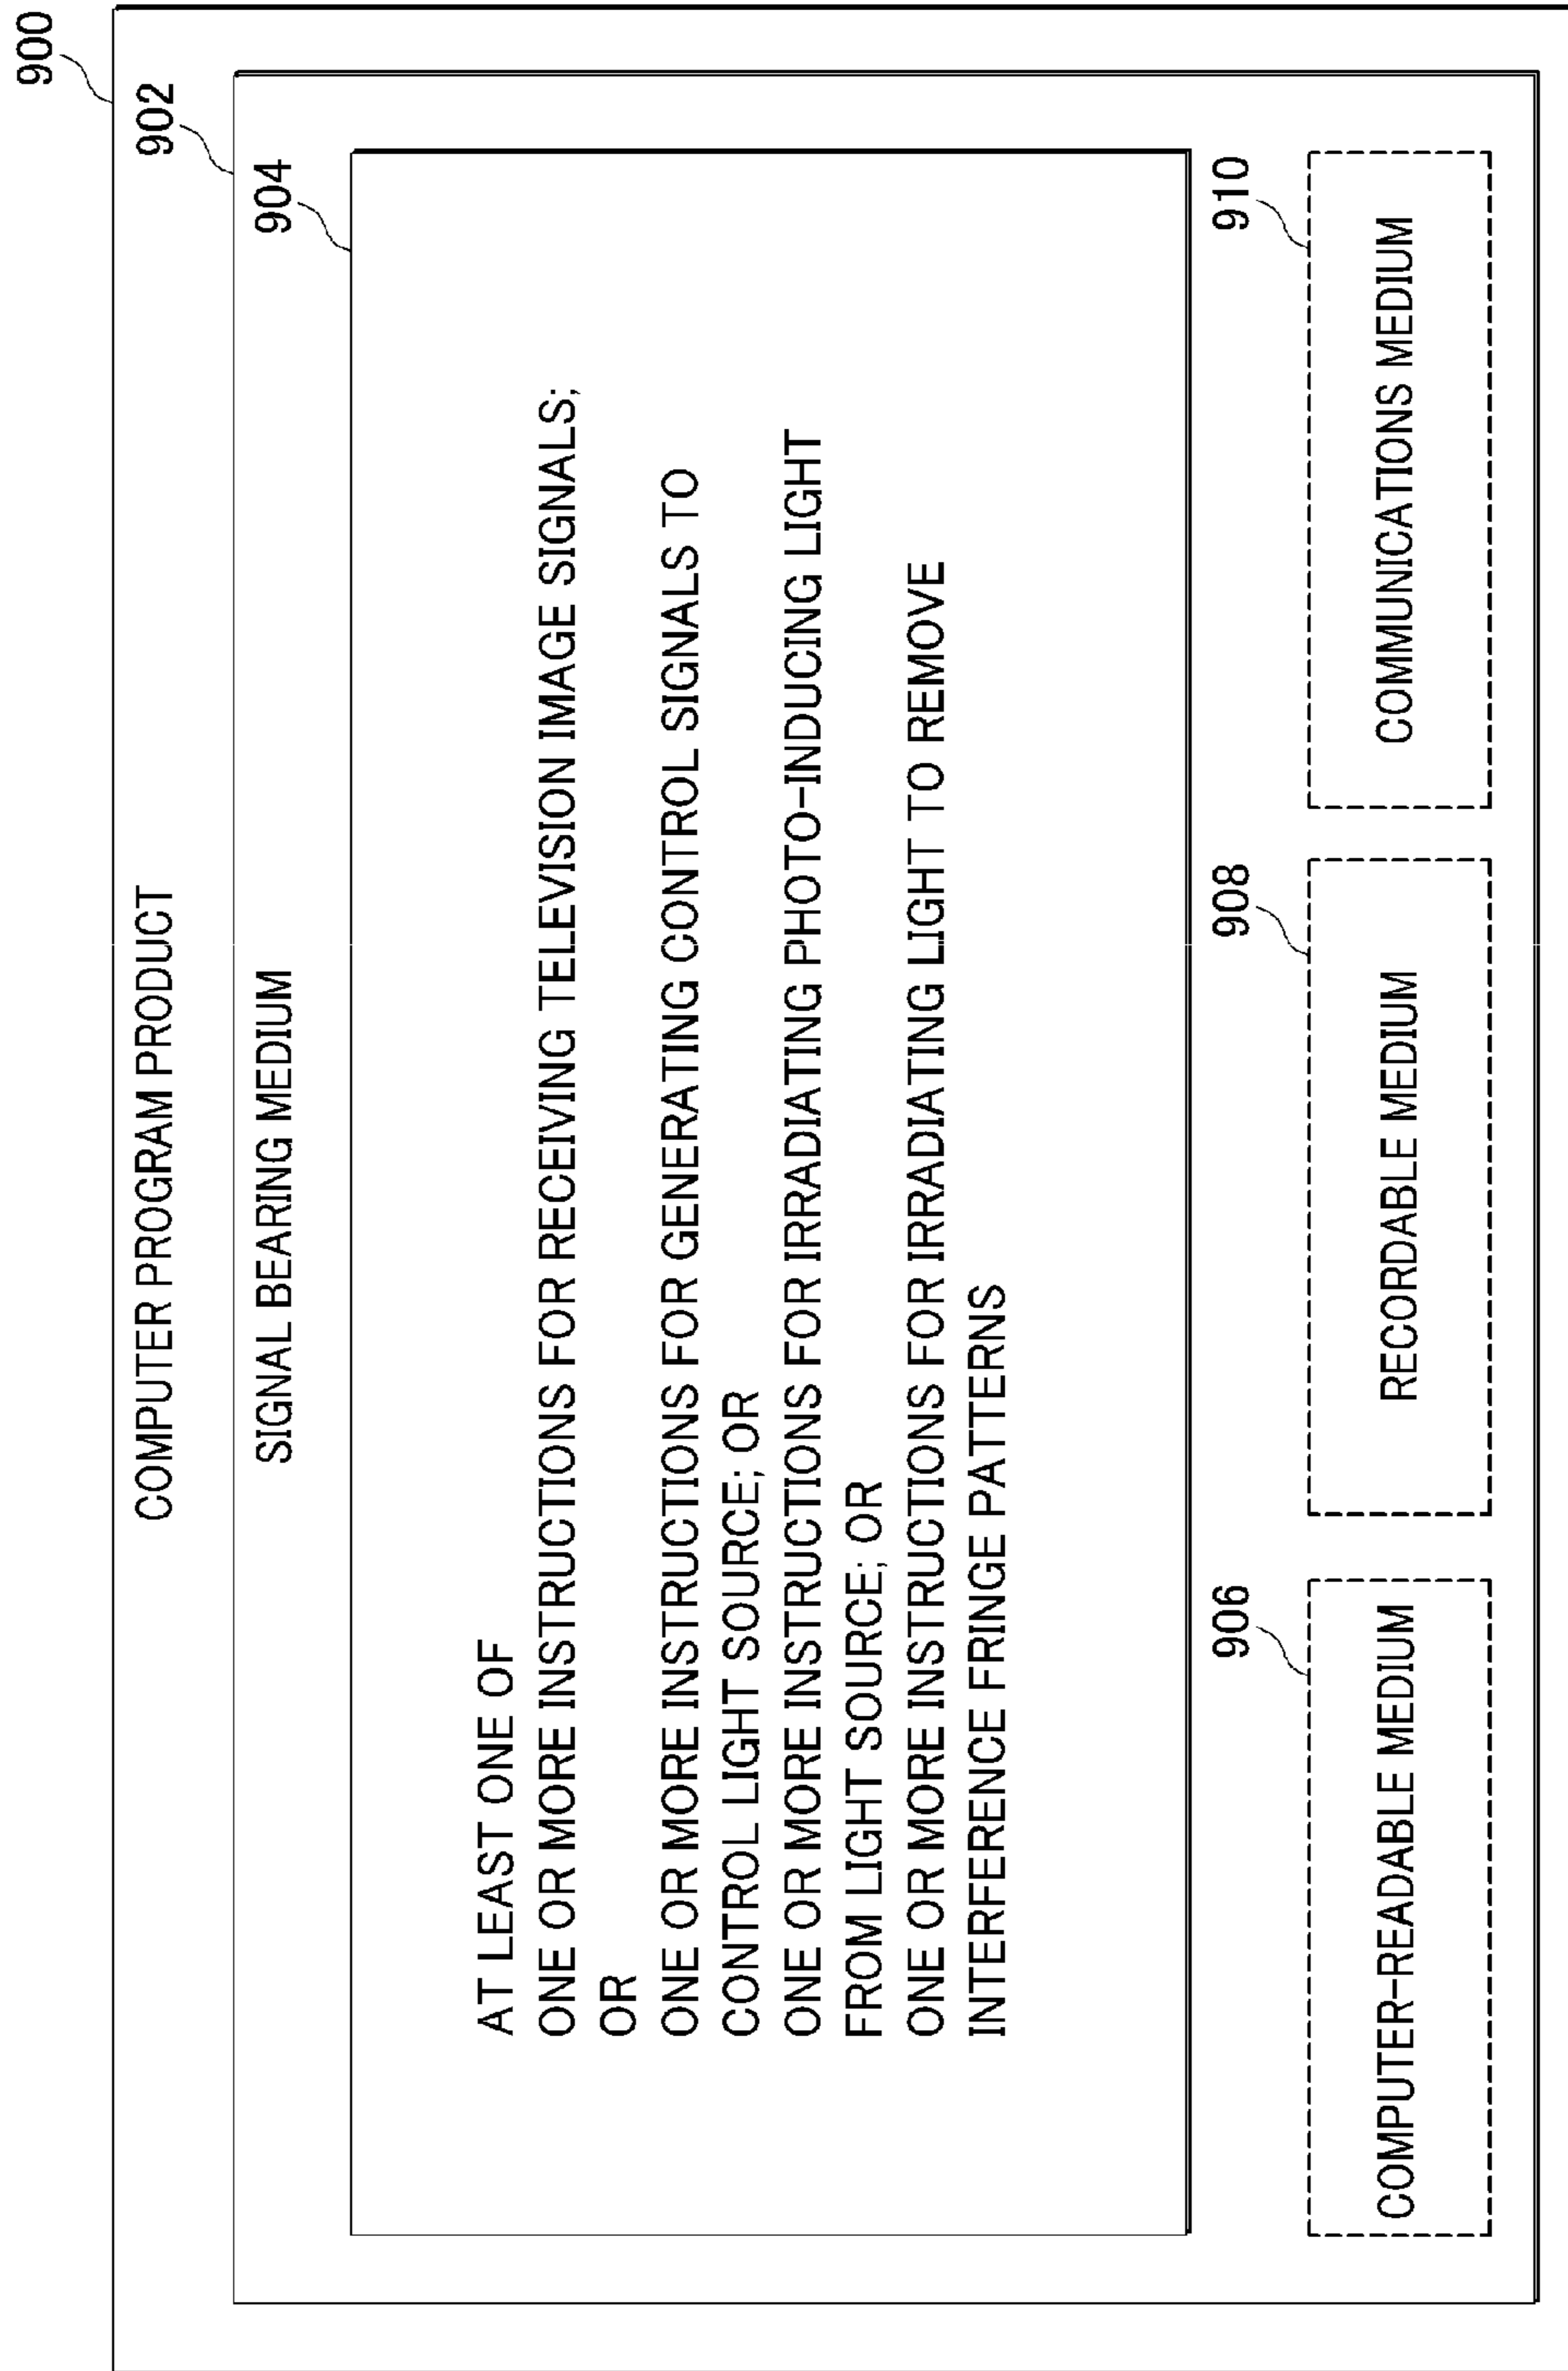 900
COMPUTER PROGRAM PRODUCT
902
SIGNAL BEARING MEDIUM
904
AT LEAST ONE OF
ONE OR MORE INSTRUCTIONS FOR RECEIVING TELEVISION IMAGE SIGNALS;
OR
ONE OR MORE INSTRUCTIONS FOR GENERATING CONTROL SIGNALS TO
CONTROL LIGHT SOURCE; OR
ONE OR MORE INSTRUCTIONS FOR IRRADIATING PHOTO-INDUCING LIGHT
FROM LIGHT SOURCE; OR
ONE OR MORE INSTRUCTIONS FOR IRRADIATING LIGHT TO REMOVE
INTERFERENCE FRINGE PATTERNS
906
908
910
COMPUTER-READABLE MEDIUM
RECORDABLE MEDIUM
COMMUNICATIONS MEDIUM